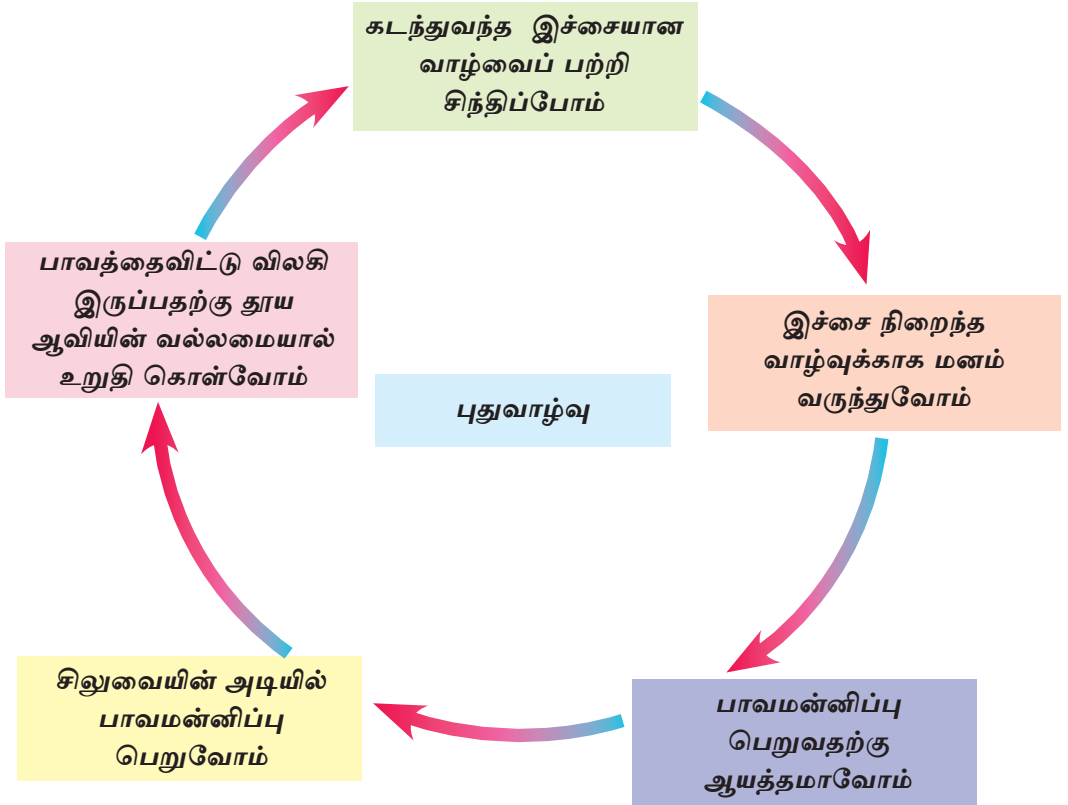 கடந்துவந்த இச்சையான
வாழ்வைப் பற்றி
சிந்திப்போம்
இச்சை நிறைந்த
வாழ்வுக்காக மனம்
வருந்துவோம்
பாவமன்னிப்பு
பெறுவதற்கு
ஆயத்தமாவோம்
சிலுவையின் அடியில்
பாவமன்னிப்பு
பெறுவோம்
பாவத்தைவிட்டு விலகி
இருப்பதற்கு தூய
ஆவியின் வல்லமையால்
உறுதி கொள்வோம்
புதுவாழ்வு